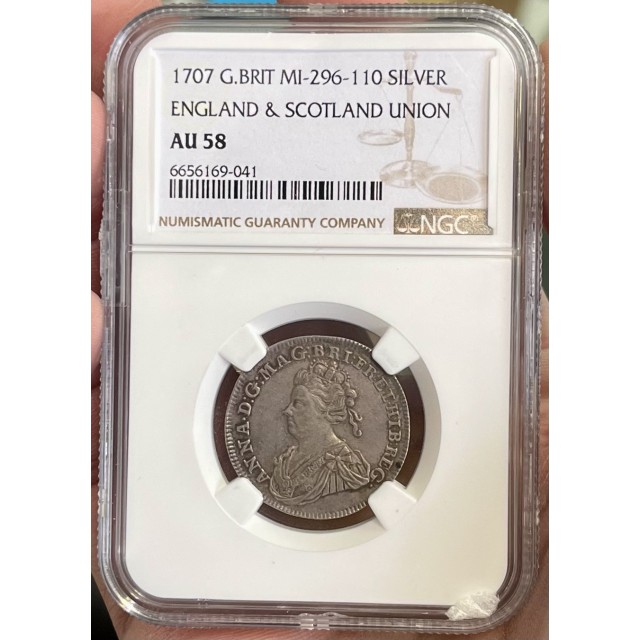 1707 G.BRIT MI-296-110 SILVER
ENGLAND & SCOTLAND UNION
AU 58
6656169-041
NUMISMATIC GUARANTY COMPANY NGC
ANNA·D:G:MAG:BRI:FR:ET·HIB:REG: